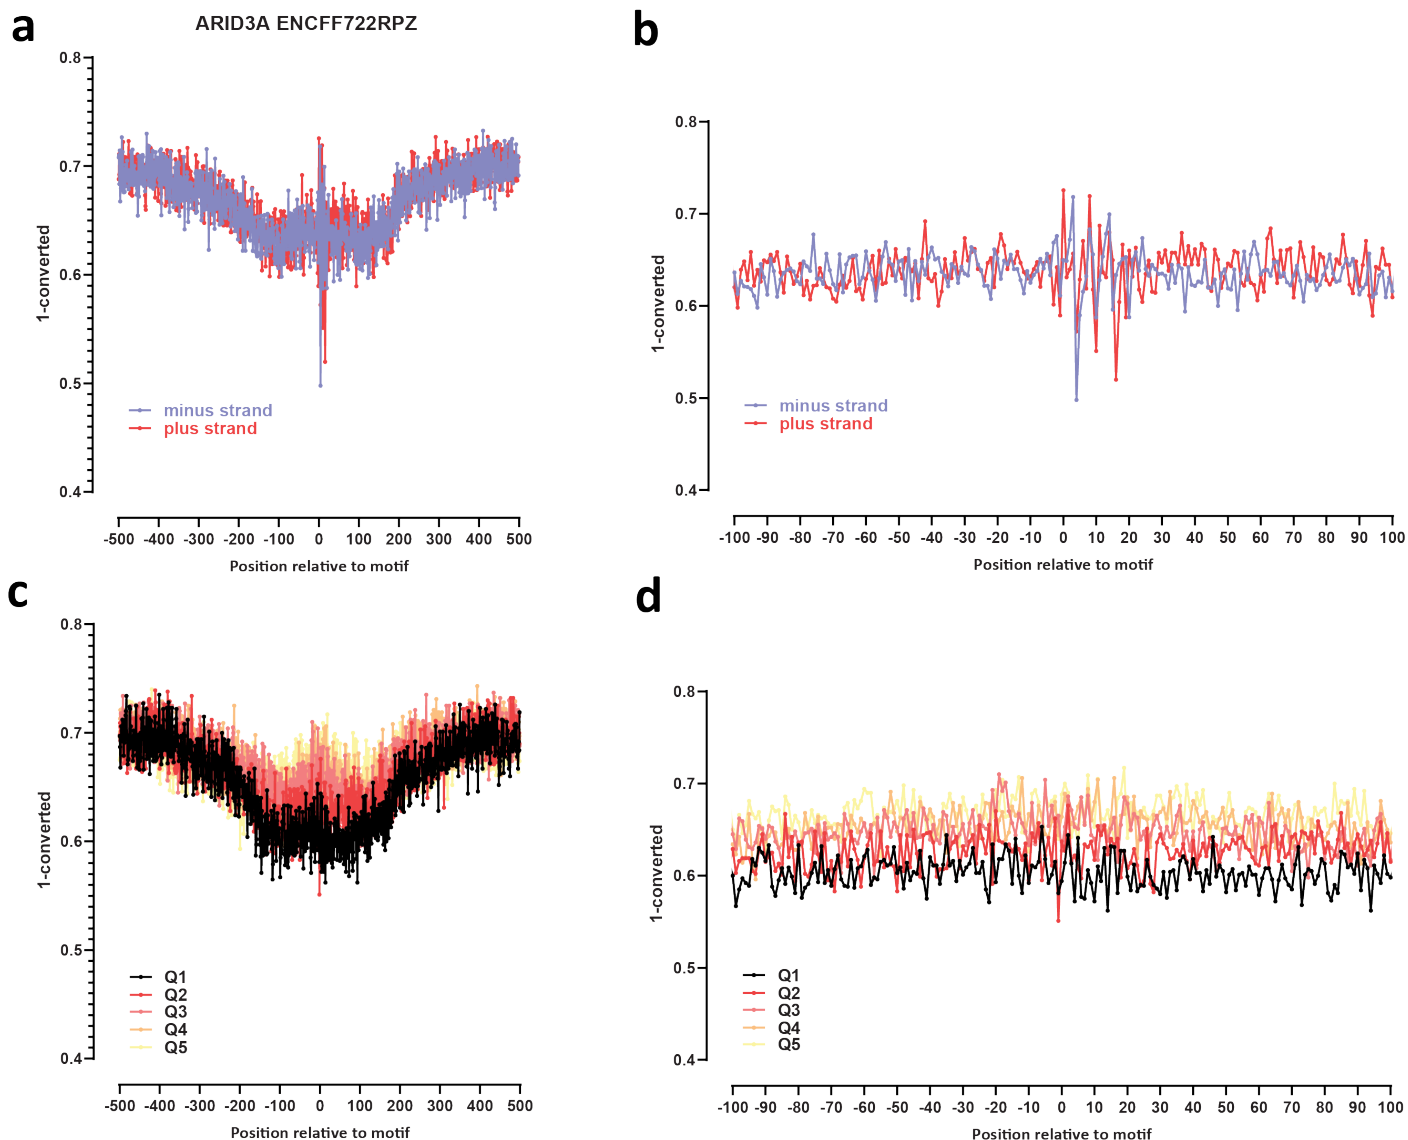 a
ARID3A ENCFF722RPZ
0.8
0.7
0.6
0.5
0.4
1-converted
minus strand
plus strand
-500 -400 -300 -200 -100 0 100 200 300 400 500
Position relative to motif
b
0.8
0.7
0.6
0.5
0.4
1-converted
minus strand
plus strand
-100 -90 -80 -70 -60 -50 -40 -30 -20 -10 0 10 20 30 40 50 60 70 80 90 100
Position relative to motif
c
0.8
0.7
0.6
0.5
0.4
1-converted
Q1
Q2
Q3
Q4
Q5
-500 -400 -300 -200 -100 0 100 200 300 400 500
Position relative to motif
d
0.8
0.7
0.6
0.5
0.4
1-converted
Q1
Q2
Q3
Q4
Q5
-100 -90 -80 -70 -60 -50 -40 -30 -20 -10 0 10 20 30 40 50 60 70 80 90 100
Position relative to motif